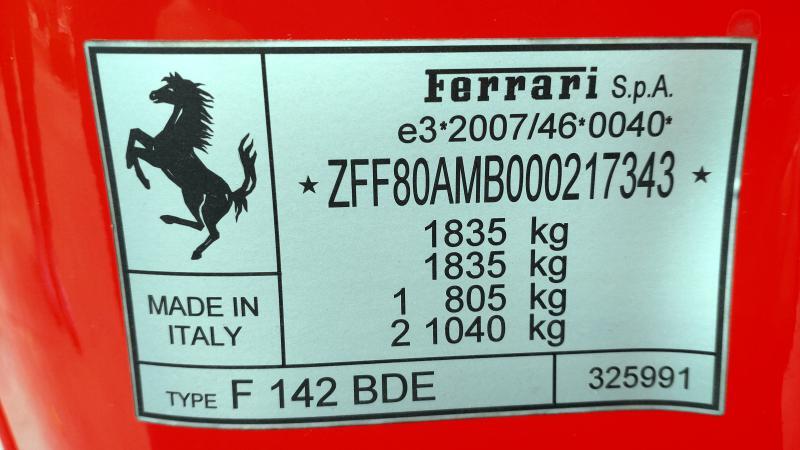 Ferrari S.p.A.
e3*2007/46*0040*
★ ZFF80AMB000217343 ★
1835 kg
1835 kg
1 805 kg
2 1040 kg
MADE IN
ITALY
TYPE F 142 BDE
325991